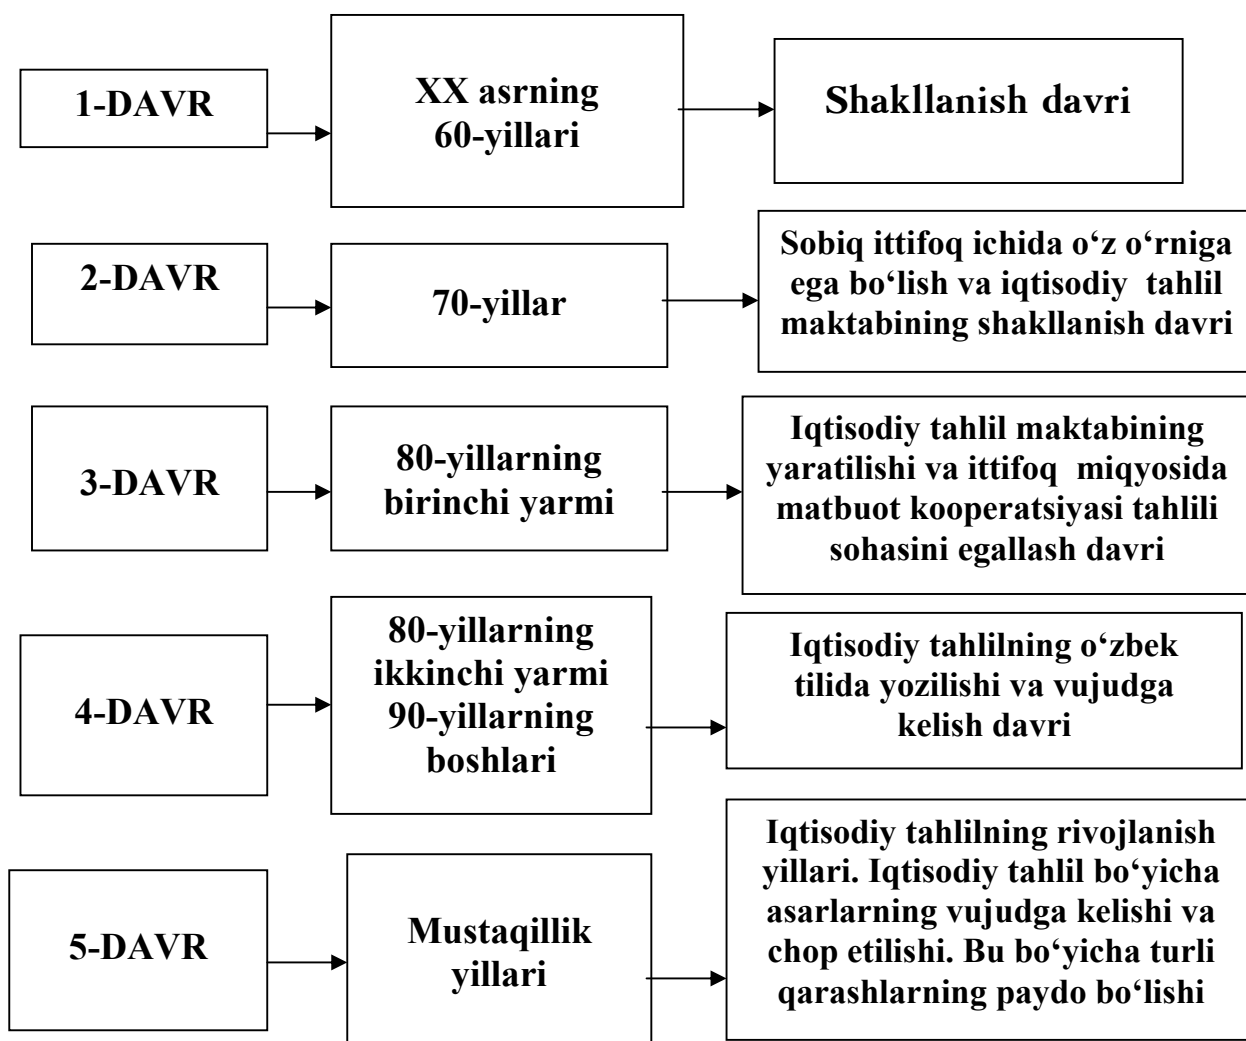 1-DAVR
XX asrning
60-yillari
Shakllanish davri
2-DAVR
70-yillar
Sobiq ittifoq ichida o‘z o‘rniga
ega bo‘lish va iqtisodiy tahlil
maktabining shakllanish davri
3-DAVR
80-yillarning
birinchi yarmi
Iqtisodiy tahlil maktabining
yaratilishi va ittifoq miqyosida
matbuot kooperatsiyasi tahlili
sohasini egallash davri
4-DAVR
80-yillarning
ikkinchi yarmi
90-yillarning
boshlari
Iqtisodiy tahlilning o‘zbek
tilida yozilishi va vujudga
kelish davri
5-DAVR
Mustaqillik
yillari
Iqtisodiy tahlilning rivojlanish
yillari. Iqtisodiy tahlil bo‘yicha
asarlarning vujudga kelishi va
chop etilishi. Bu bo‘yicha turli
qarashlarning paydo bo‘lishi